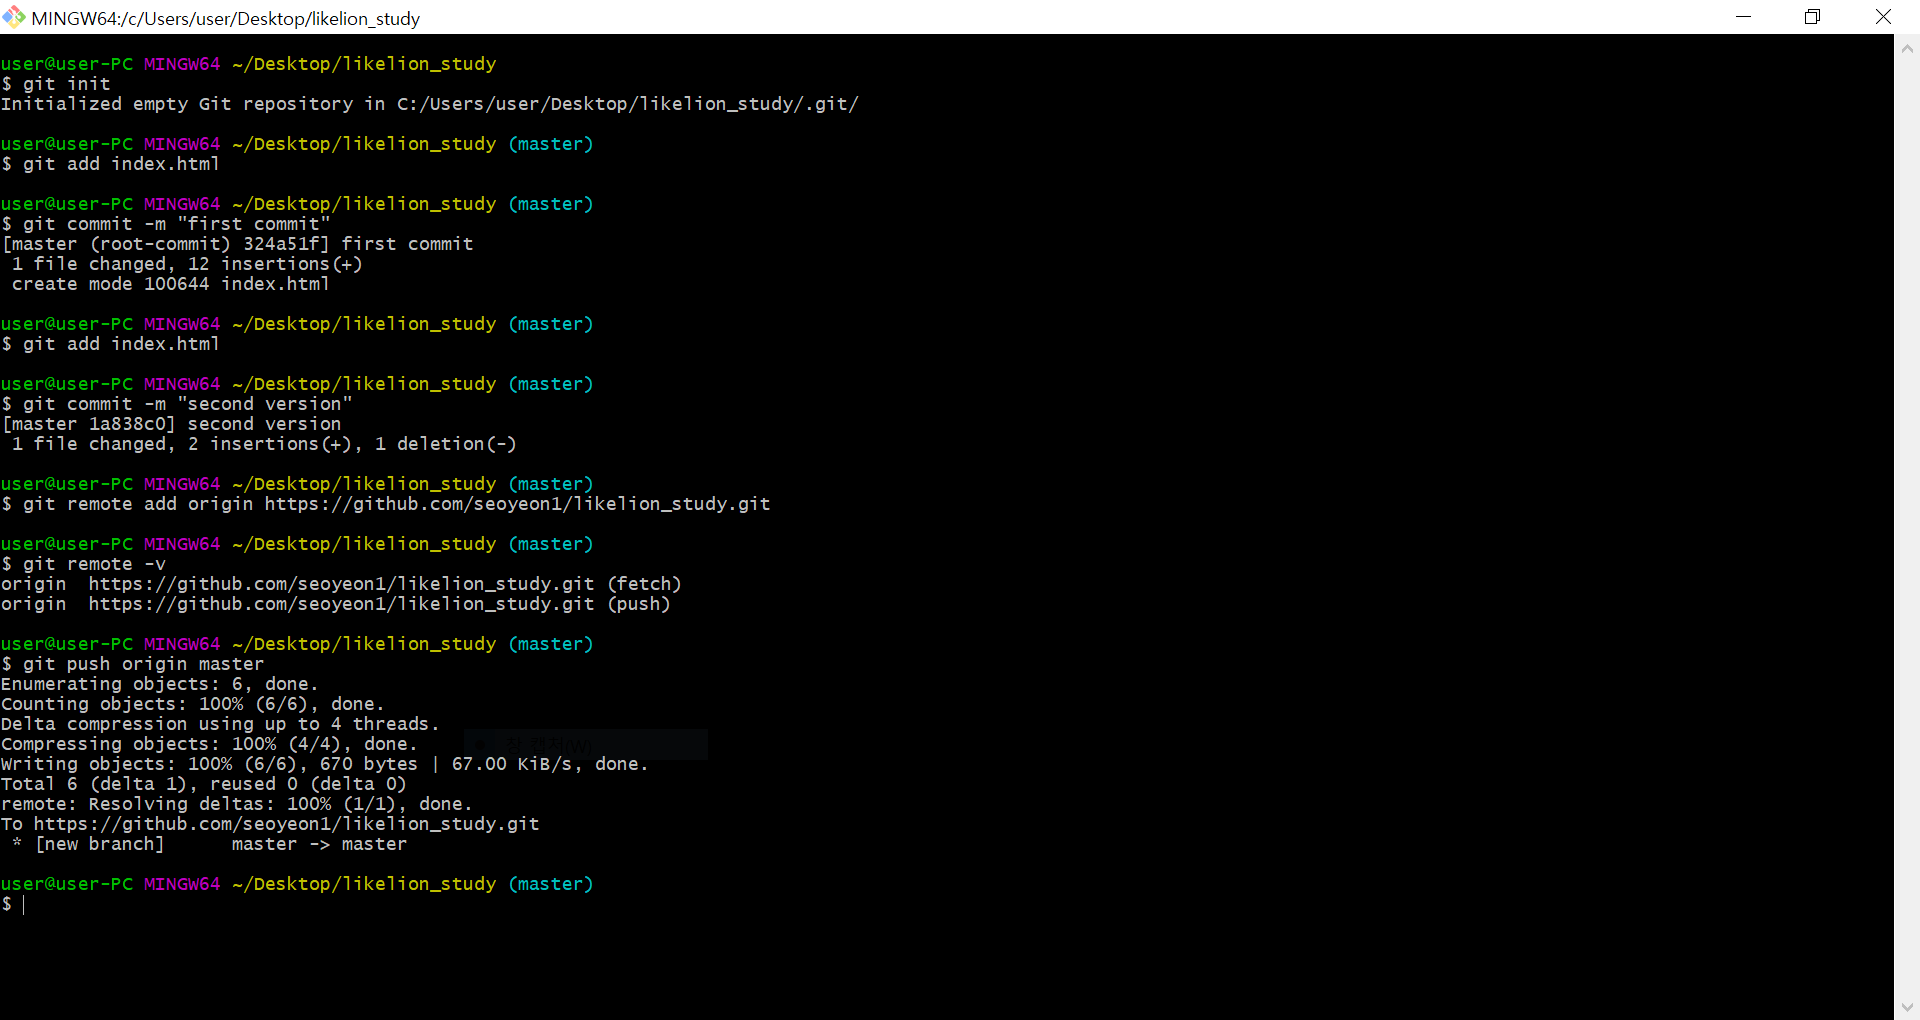 MINGW64:/c/Users/user/Desktop/likelion_study
user@user-PC MINGW64 ~/Desktop/likelion_study
$ git init
Initialized empty Git repository in C:/Users/user/Desktop/likelion_study/.git/
user@user-PC MINGW64 ~/Desktop/likelion_study (master)
$ git add index.html
user@user-PC MINGW64 ~/Desktop/likelion_study (master)
$ git commit -m "first commit"
[master (root-commit) 324a51f] first commit
 1 file changed, 12 insertions(+)
 create mode 100644 index.html
user@user-PC MINGW64 ~/Desktop/likelion_study (master)
$ git add index.html
user@user-PC MINGW64 ~/Desktop/likelion_study (master)
$ git commit -m "second version"
[master 1a838c0] second version
 1 file changed, 2 insertions(+), 1 deletion(-)
user@user-PC MINGW64 ~/Desktop/likelion_study (master)
$ git remote add origin https://github.com/seoyeon1/likelion_study.git
user@user-PC MINGW64 ~/Desktop/likelion_study (master)
$ git remote -v
origin  https://github.com/seoyeon1/likelion_study.git (fetch)
origin  https://github.com/seoyeon1/likelion_study.git (push)
user@user-PC MINGW64 ~/Desktop/likelion_study (master)
$ git push origin master
Enumerating objects: 6, done.
Counting objects: 100% (6/6), done.
Delta compression using up to 4 threads.
Compressing objects: 100% (4/4), done.
창 캡처(W)
Writing objects: 100% (6/6), 670 bytes | 67.00 KiB/s, done.
Total 6 (delta 1), reused 0 (delta 0)
remote: Resolving deltas: 100% (1/1), done.
To https://github.com/seoyeon1/likelion_study.git
 * [new branch]      master -> master
user@user-PC MINGW64 ~/Desktop/likelion_study (master)
$